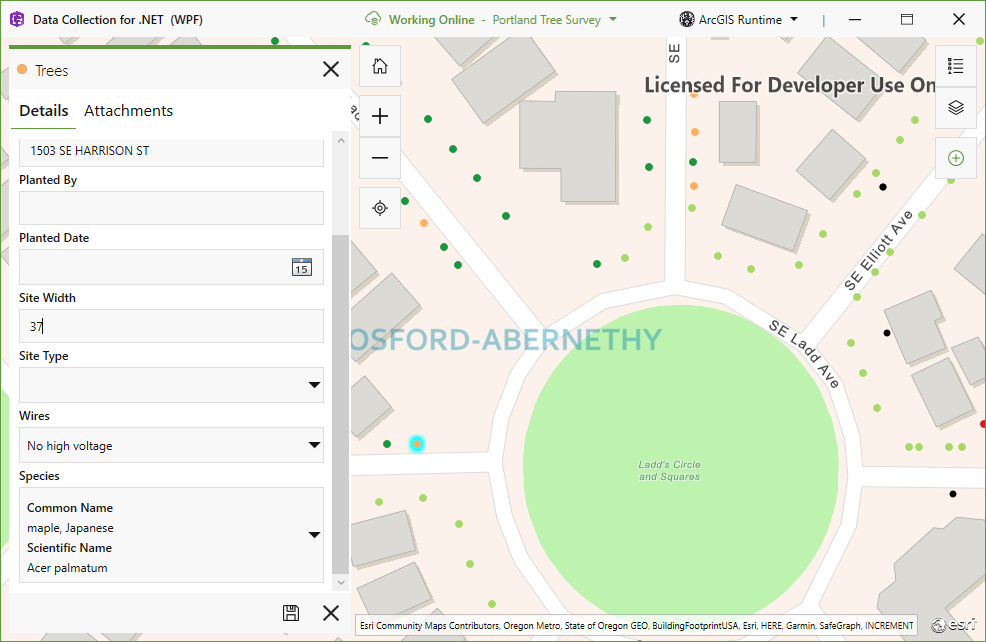 Data Collection for .NET (WPF)
Working Online - Portland Tree Survey
ArcGIS Runtime
Trees
Details
Attachments
1503 SE HARRISON ST
Planted By
Planted Date
15
Site Width
37
Site Type
Wires
No high voltage
Species
Common Name
maple, Japanese
Scientific Name
Acer palmatum
SE
Licensed For Developer Use On
SE Elliott Ave
OSFORD-ABERNETHY
SE Ladd Ave
Ladd's Circle
and Squares
Esri Community Maps Contributors, Oregon Metro, State of Oregon GEO, BuildingFootprintUSA, Esri, HERE, Garmin, SafeGraph, INCREMENT
esri